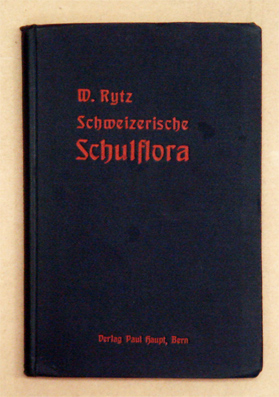 W. Rytz
Schweizerische
Schulflora
Verlag Paul Haupt, Bern